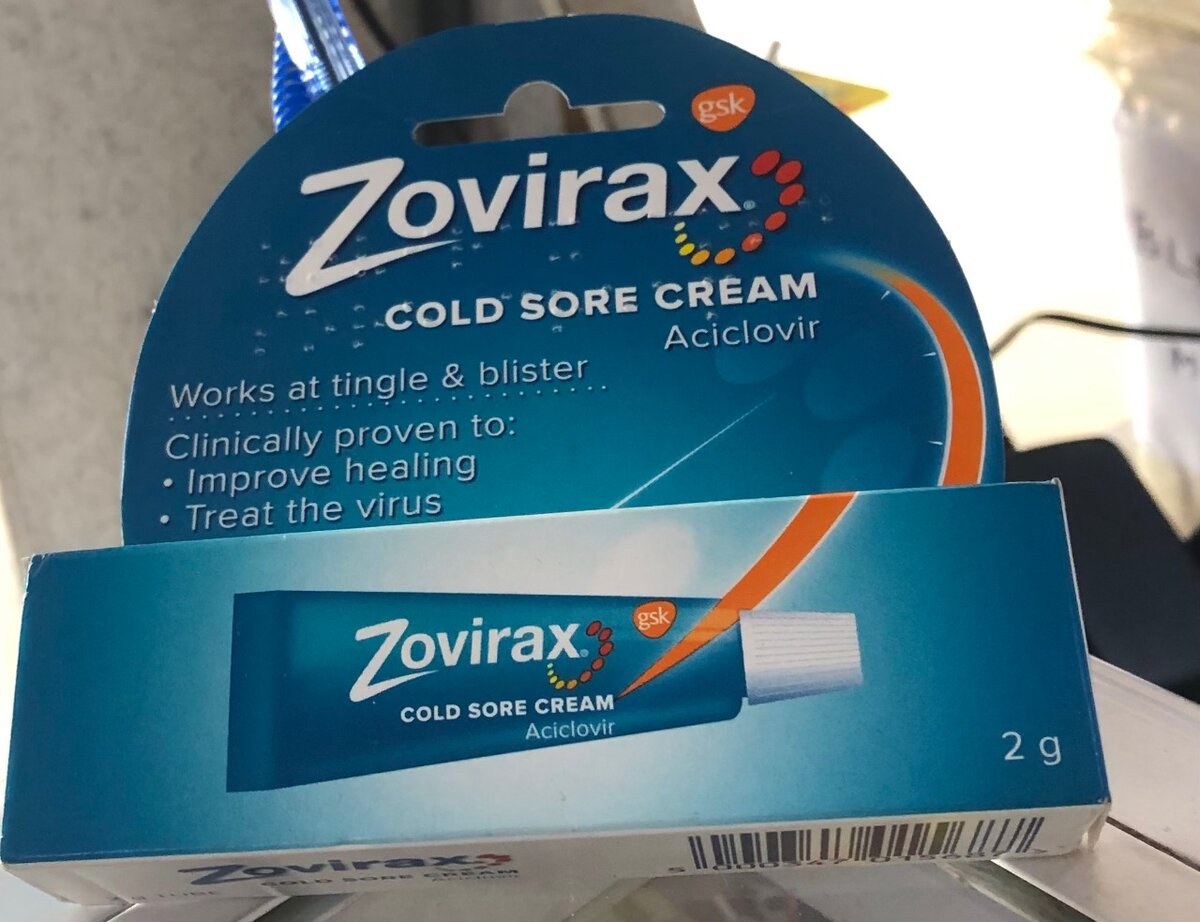 gsk
Zovirax
COLD SORE CREAM
Aciclovir
Works at tingle & blister
Clinically proven to:
• Improve healing
• Treat the virus
Zovirax
gsk
COLD SORE CREAM
Aciclovir
2 g
Zovirax
COLD SORE CREAM
Aciclovir